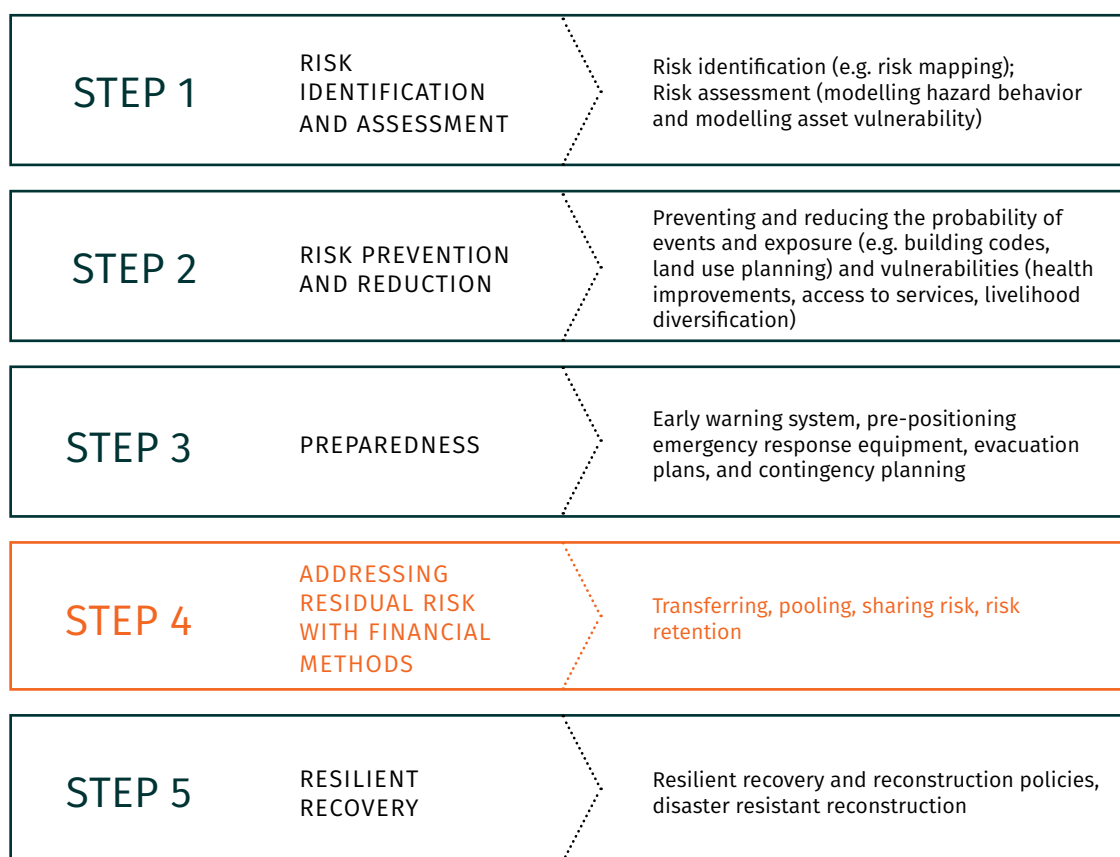 STEP 1
RISK
IDENTIFICATION
AND ASSESSMENT
Risk identification (e.g. risk mapping);
Risk assessment (modelling hazard behavior
and modelling asset vulnerability)
STEP 2
RISK PREVENTION
AND REDUCTION
Preventing and reducing the probability of
events and exposure (e.g. building codes,
land use planning) and vulnerabilities (health
improvements, access to services, livelihood
diversification)
STEP 3
PREPAREDNESS
Early warning system, pre-positioning
emergency response equipment, evacuation
plans, and contingency planning
STEP 4
ADDRESSING
RESIDUAL RISK
WITH FINANCIAL
METHODS
Transferring, pooling, sharing risk, risk
retention
STEP 5
RESILIENT
RECOVERY
Resilient recovery and reconstruction policies,
disaster resistant reconstruction